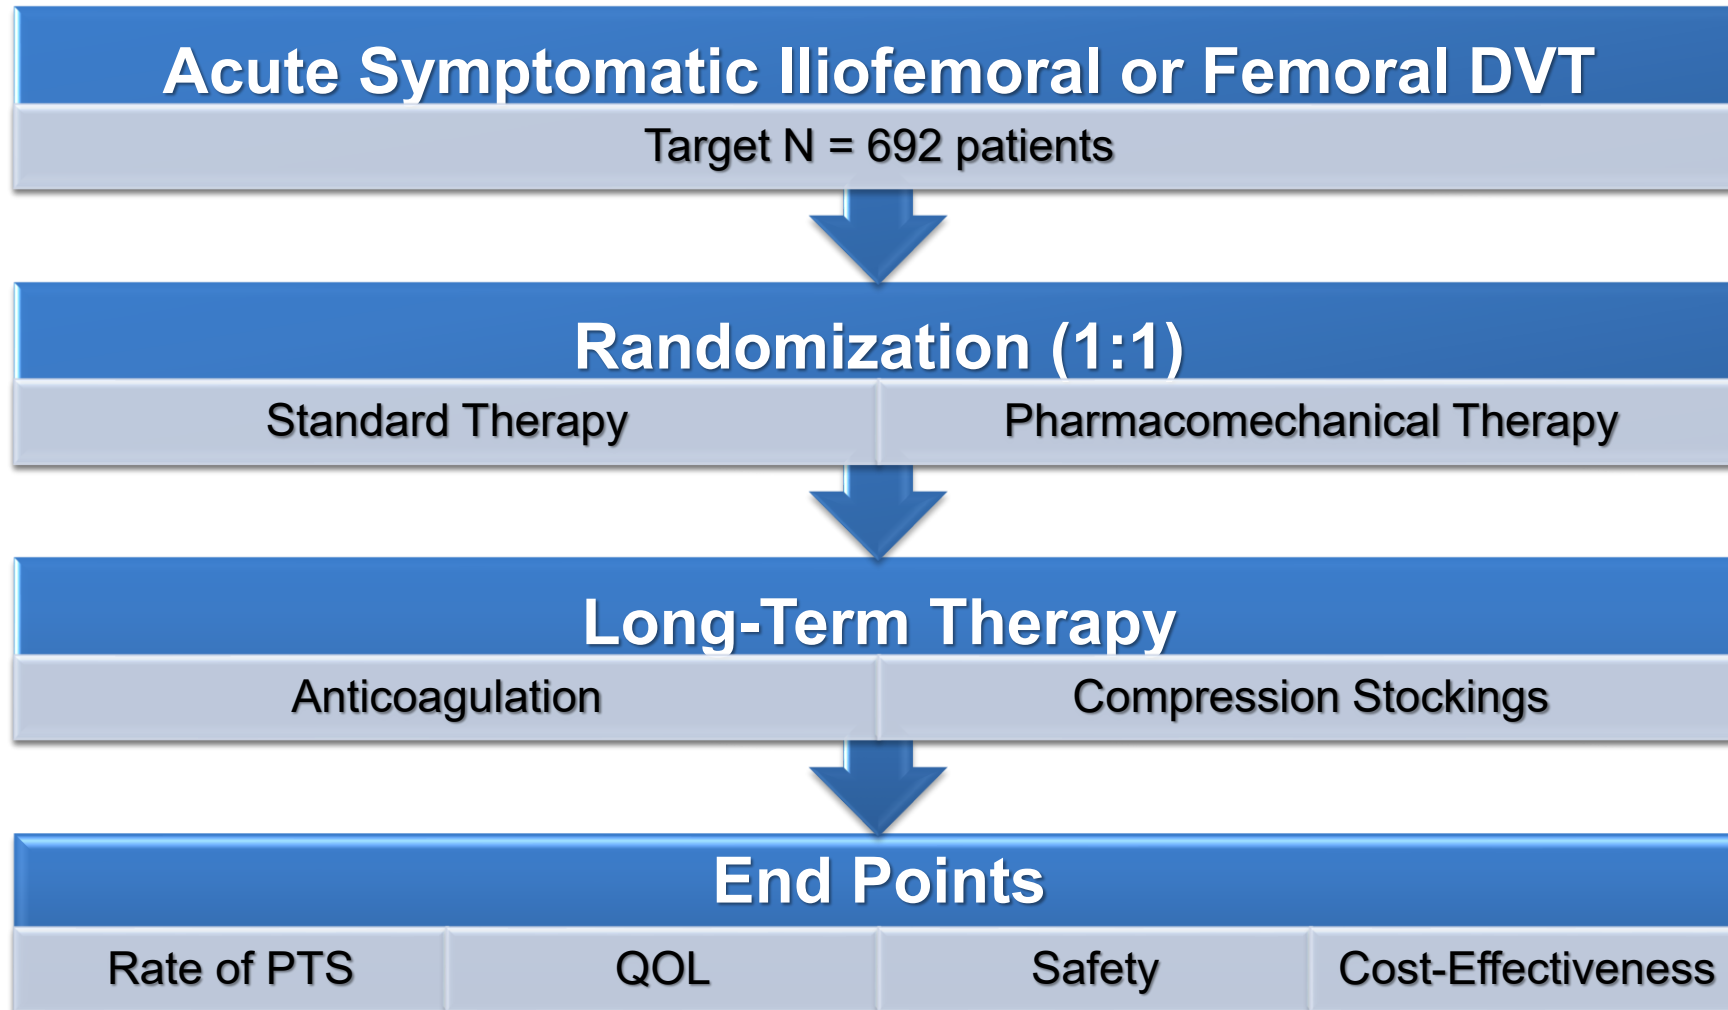 Acute Symptomatic Iliofemoral or Femoral DVT
Target N = 692 patients
Randomization (1:1)
Standard Therapy
Pharmacomechanical Therapy
Long-Term Therapy
Anticoagulation
Compression Stockings
End Points
Rate of PTS
QOL
Safety
Cost-Effectiveness